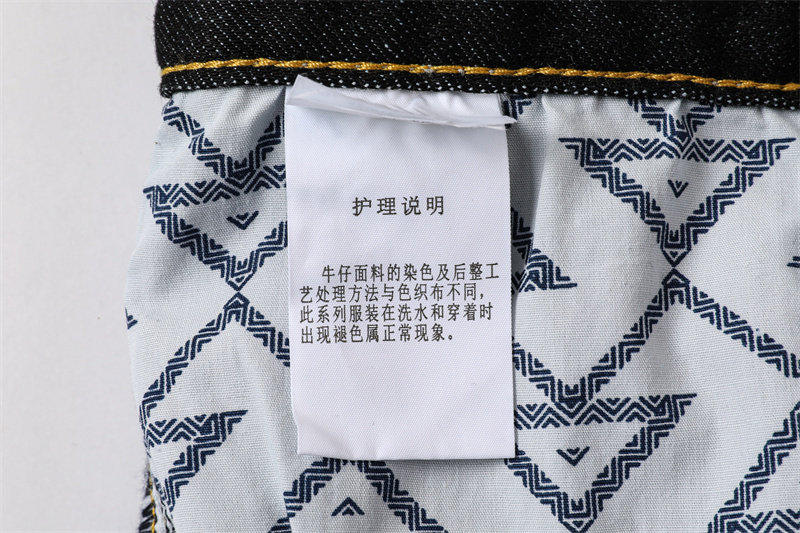 护理说明
牛仔面料的染色及后整工
艺处理方法与色织布不同，
此系列服装在洗水和穿着时
出现褪色属正常现象。